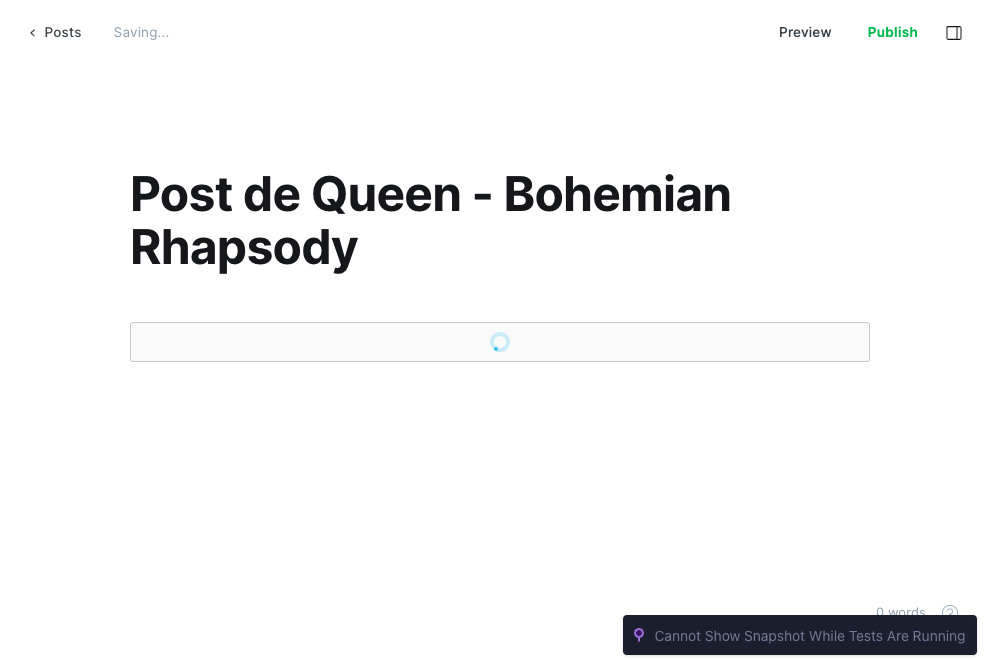 Posts
Saving...
Preview
Publish
Post de Queen - Bohemian
Rhapsody
0 words
?
Cannot Show Snapshot While Tests Are Running